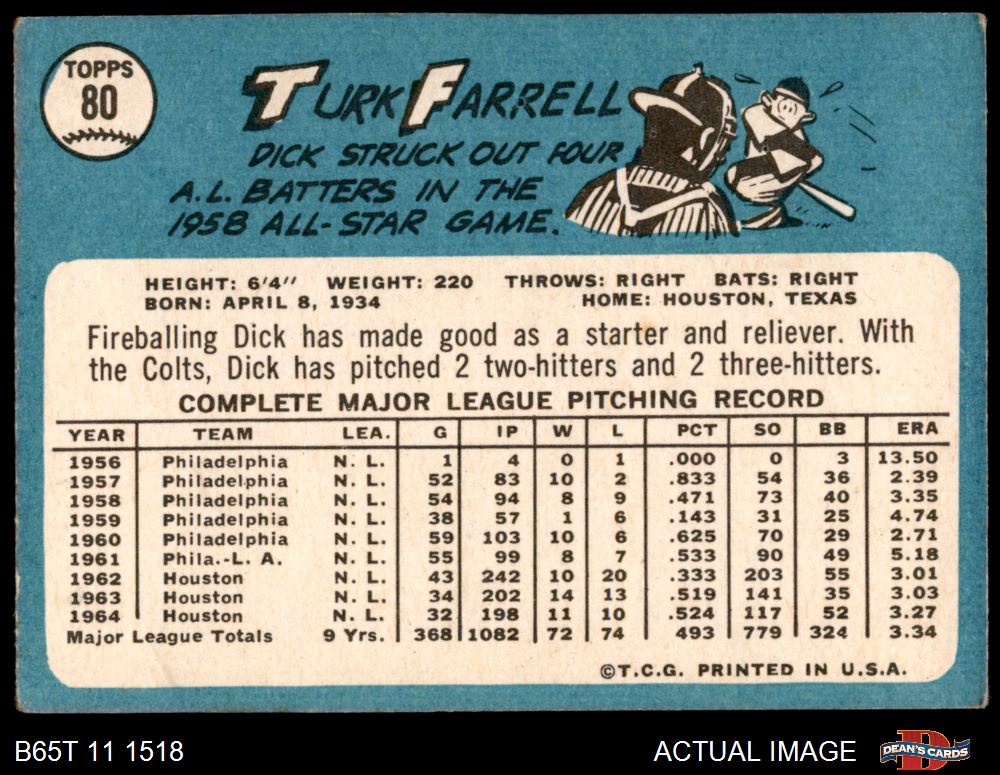 TOPPS
80
TURK FARRELL
DICK STRUCK OUT FOUR
A.L. BATTERS IN THE
1958 ALL-STAR GAME.
HEIGHT: 6'4" WEIGHT: 220 THROWS: RIGHT BATS: RIGHT
BORN: APRIL 8, 1934 HOME: HOUSTON, TEXAS
Fireballing Dick has made good as a starter and reliever. With
the Colts, Dick has pitched 2 two-hitters and 2 three-hitters.
COMPLETE MAJOR LEAGUE PITCHING RECORD
YEAR TEAM LEA. G IP W L PCT SO BB ERA
1956 Philadelphia N. L. 1 4 0 1 .000 0 3 13.50
1957 Philadelphia N. L. 52 83 10 2 .833 54 36 2.39
1958 Philadelphia N. L. 54 94 8 9 .471 73 40 3.35
1959 Philadelphia N. L. 38 57 1 6 .143 31 25 4.74
1960 Philadelphia N. L. 59 103 10 6 .625 70 29 2.71
1961 Phila.-L. A. N. L. 55 99 8 7 .533 90 49 5.18
1962 Houston N. L. 43 242 10 20 .333 203 55 3.01
1963 Houston N. L. 34 202 14 13 .519 141 35 3.03
1964 Houston N. L. 32 198 11 10 .524 117 52 3.27
Major League Totals 9 Yrs. 368 1082 72 74 493 779 324 3.34
©T.C.G. PRINTED IN U.S.A.
B65T 11 1518 ACTUAL IMAGE DEAN'S CARDS